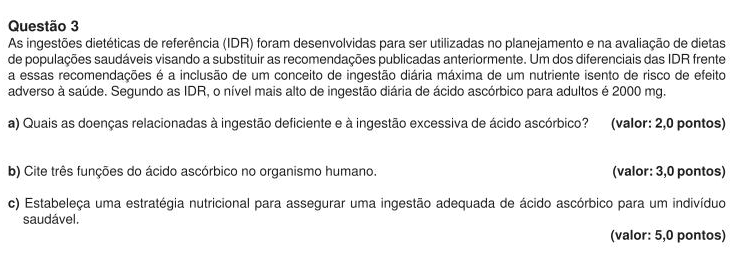 Questão 3
As ingestões dietéticas de referência (IDR) foram desenvolvidas para ser utilizadas no planejamento e na avaliação de dietas
de populações saudáveis visando a substituir as recomendações publicadas anteriormente. Um dos diferenciais das IDR frente
a essas recomendações é a inclusão de um conceito de ingestão diária máxima de um nutriente isento de risco de efeito
adverso à saúde. Segundo as IDR, o nível mais alto de ingestão diária de ácido ascórbico para adultos é 2000 mg.
a) Quais as doenças relacionadas à ingestão deficiente e à ingestão excessiva de ácido ascórbico? (valor: 2,0 pontos)
b) Cite três funções do ácido ascórbico no organismo humano. (valor: 3,0 pontos)
c) Estabeleça uma estratégia nutricional para assegurar uma ingestão adequada de ácido ascórbico para um indivíduo
saudável.
(valor: 5,0 pontos)